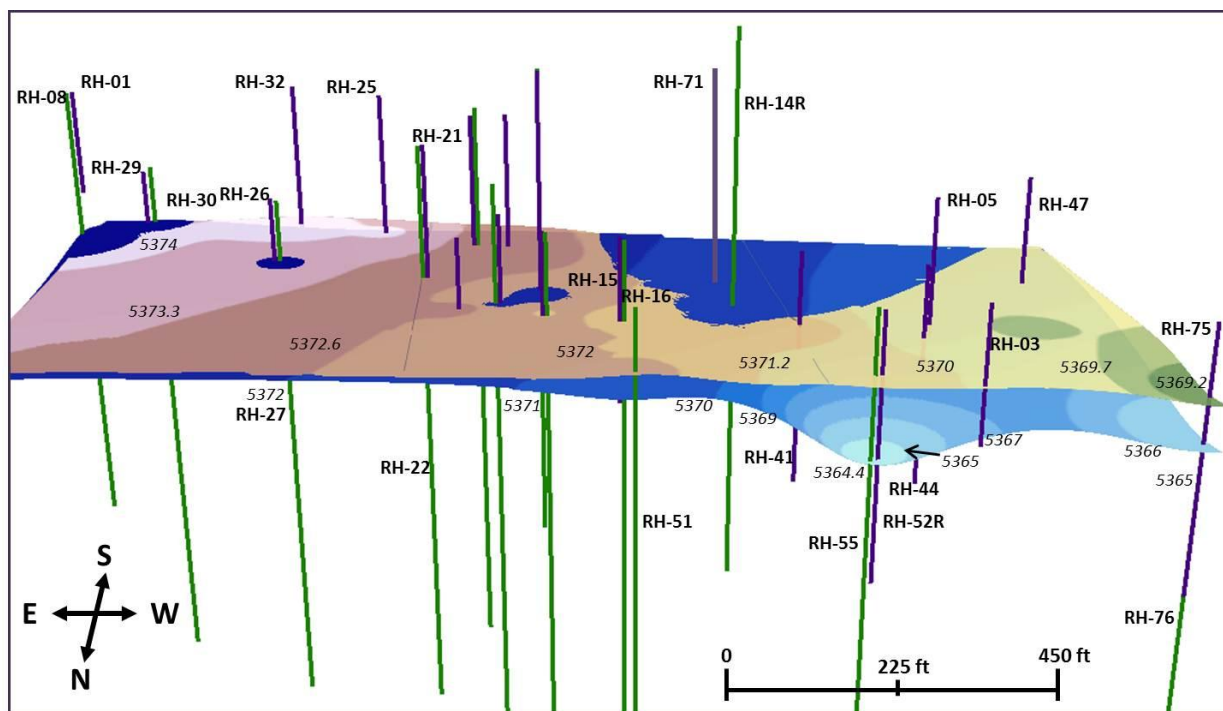 RH-01
RH-08
RH-32
RH-25
RH-71
RH-14R
RH-21
RH-29
RH-30
RH-26
RH-05
RH-47
5374
RH-15
RH-16
5373.3
5372.6
5372
5371.2
5370
RH-03
5369.7
RH-75
5369.2
5372
RH-27
5371
5370
5369
5367
5366
RH-41
5364.4
5365
5365
RH-22
RH-44
RH-51
RH-52R
RH-55
S
E
W
N
RH-76
0
225 ft
450 ft